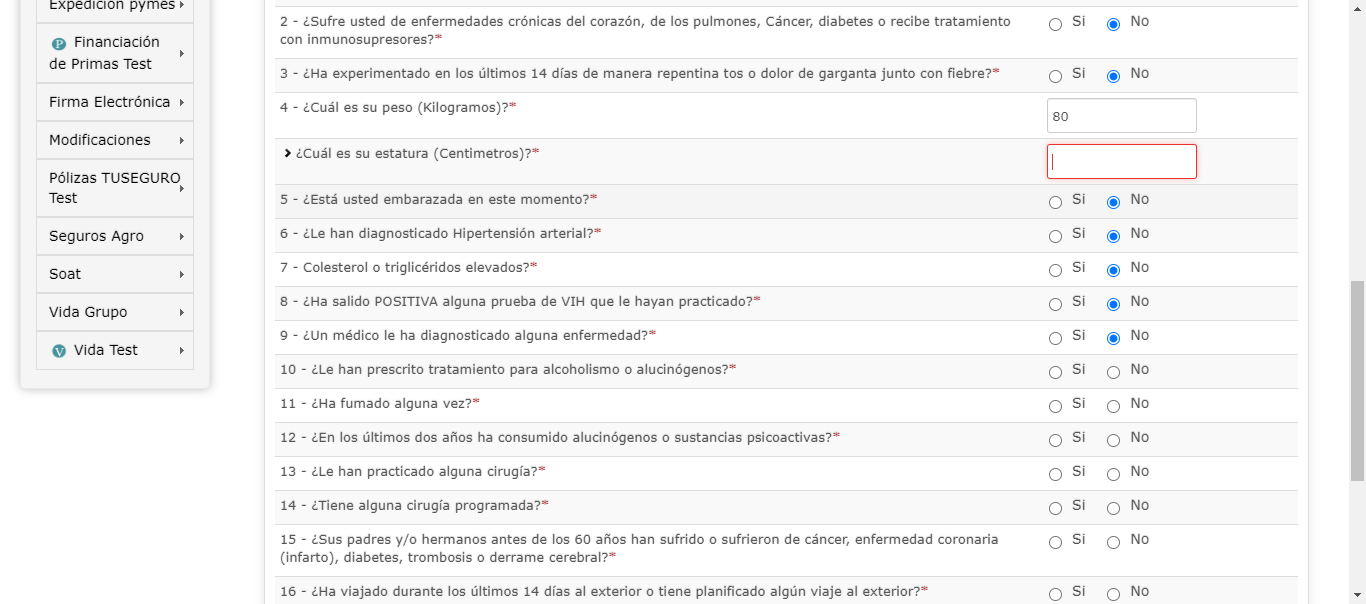 Expedición pymes
Financiación
de Primas Test
Firma Electrónica
Modificaciones
Pólizas TUSEGURO
Test
Seguros Agro
Soat
Vida Grupo
Vida Test
2 - ¿Sufre usted de enfermedades crónicas del corazón, de los pulmones, Cáncer, diabetes o recibe tratamiento
con inmunosupresores?* Si No
3 - ¿Ha experimentado en los últimos 14 días de manera repentina tos o dolor de garganta junto con fiebre?* Si No
4 - ¿Cuál es su peso (Kilogramos)?* 80
¿Cuál es su estatura (Centimetros)?*
5 - ¿Está usted embarazada en este momento?* Si No
6 - ¿Le han diagnosticado Hipertensión arterial?* Si No
7 - Colesterol o triglicéridos elevados?* Si No
8 - ¿Ha salido POSITIVA alguna prueba de VIH que le hayan practicado?* Si No
9 - ¿Un médico le ha diagnosticado alguna enfermedad?* Si No
10 - ¿Le han prescrito tratamiento para alcoholismo o alucinógenos?* Si No
11 - ¿Ha fumado alguna vez?* Si No
12 - ¿En los últimos dos años ha consumido alucinógenos o sustancias psicoactivas?* Si No
13 - ¿Le han practicado alguna cirugía?* Si No
14 - ¿Tiene alguna cirugía programada?* Si No
15 - ¿Sus padres y/o hermanos antes de los 60 años han sufrido o sufrieron de cáncer, enfermedad coronaria
(infarto), diabetes, trombosis o derrame cerebral?* Si No
16 - ¿Ha viajado durante los últimos 14 días al exterior o tiene planificado algún viaje al exterior?* Si No